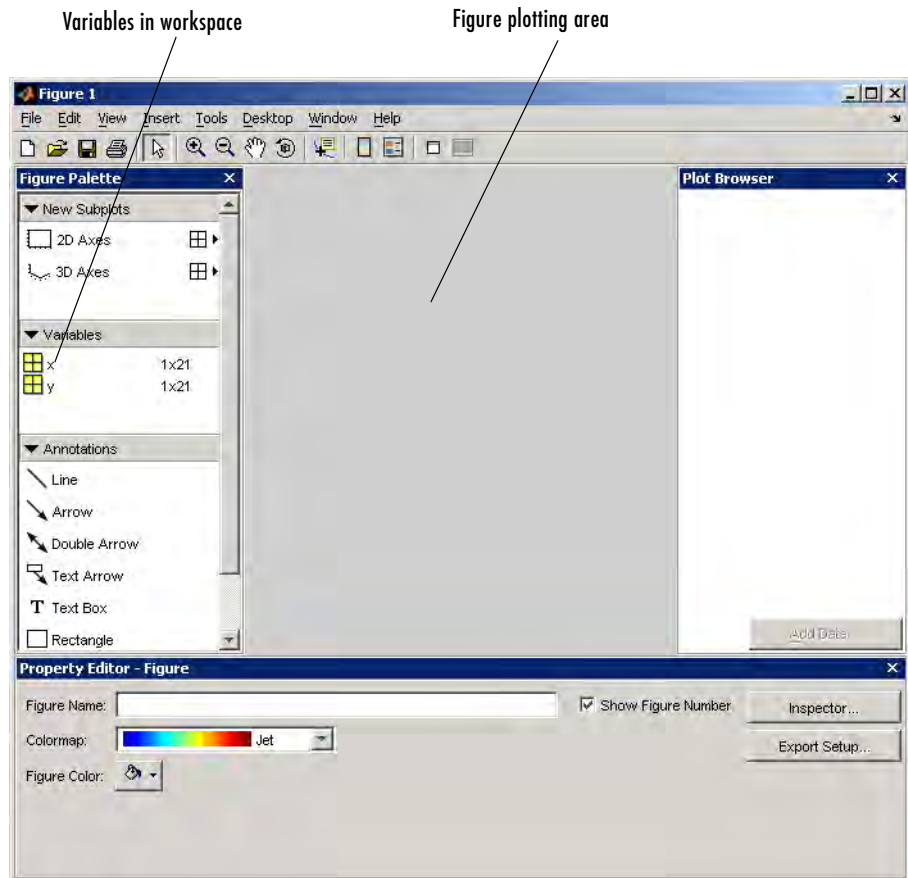 Variables in workspace
Figure plotting area
Figure 1
File Edit View Insert Tools Desktop Window Help
Figure Palette
Plot Browser
New Subplots
2D Axes
3D Axes
Variables
x 1x21
y 1x21
Annotations
Line
Arrow
Double Arrow
Text Arrow
T Text Box
Rectangle
Add Data
Property Editor - Figure
Figure Name:
Show Figure Number
Inspector...
Colormap:
Jet
Export Setup...
Figure Color: